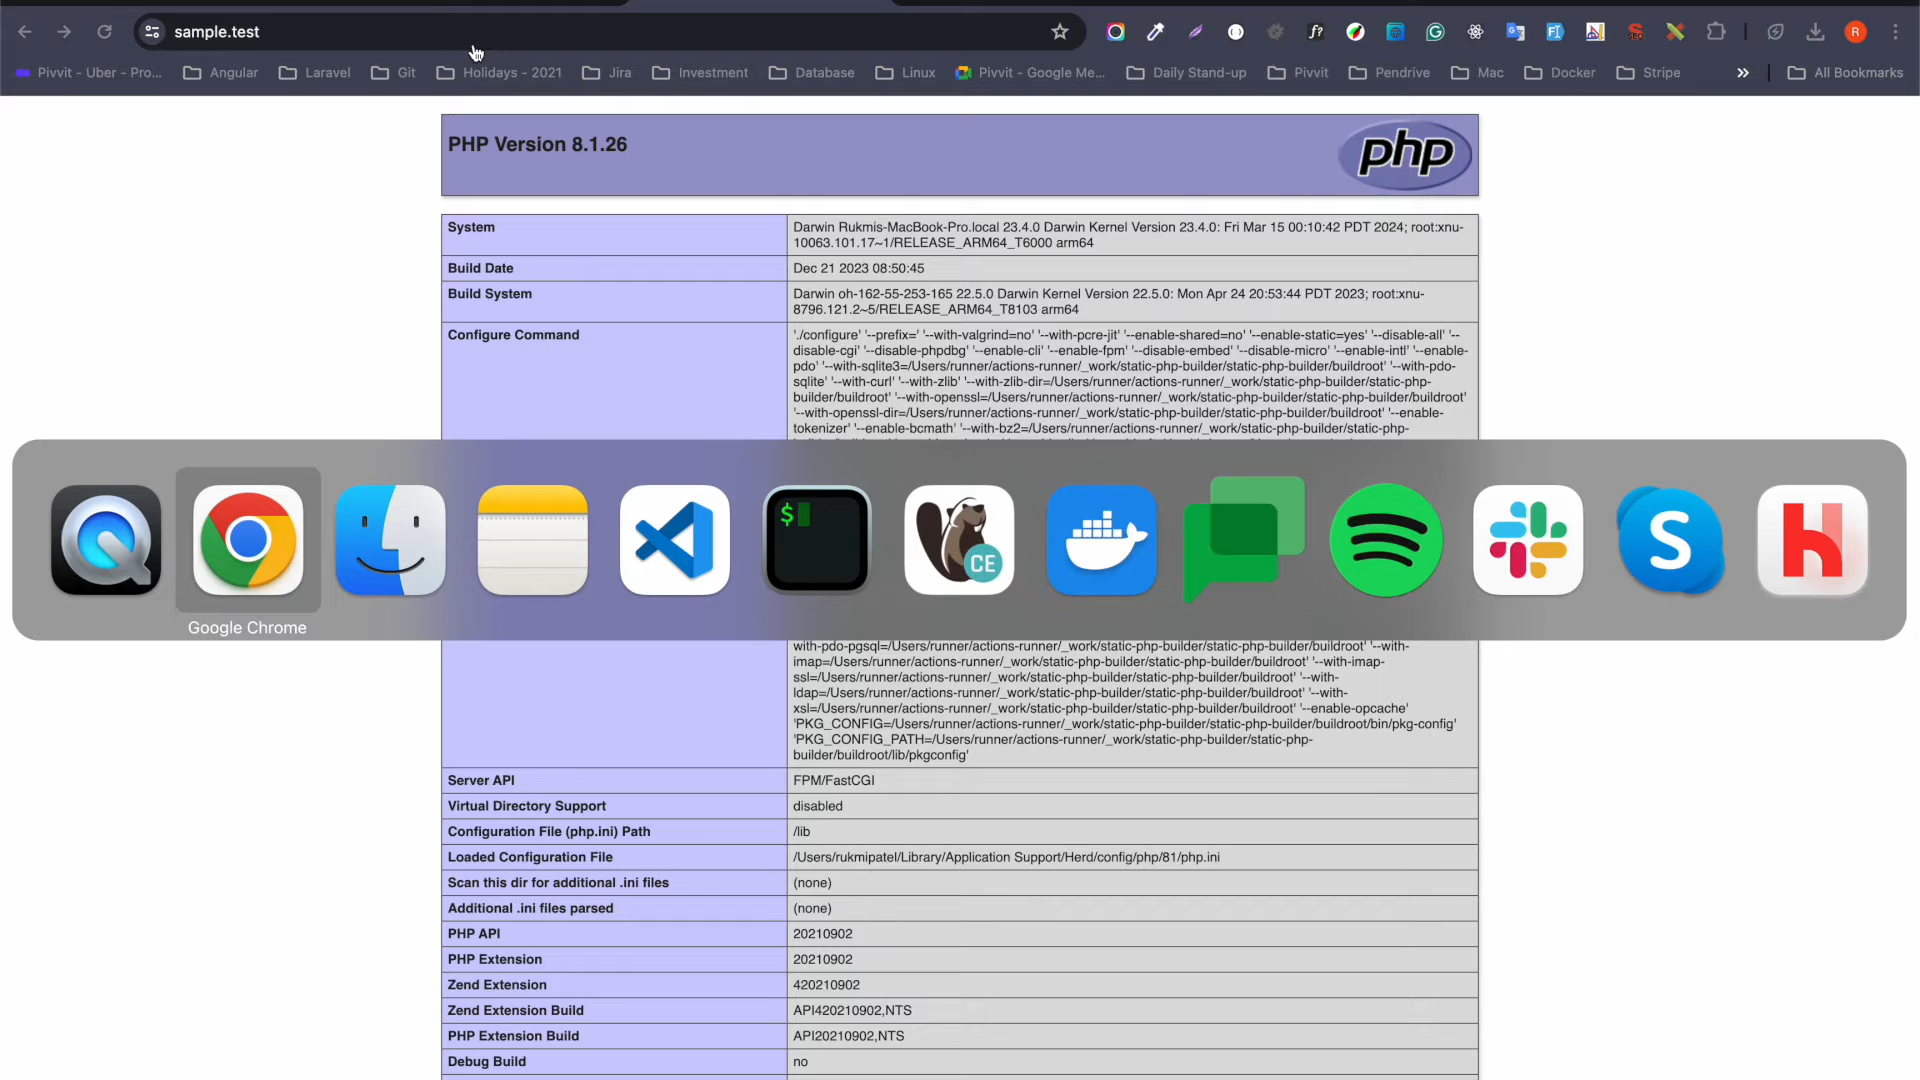 sample.test
Pivvit - Uber - Pro...
Angular
Laravel
Git
Holidays - 2021
Jira
Investment
Database
Linux
Pivvit - Google Me...
Daily Stand-up
Pivvit
Pendrive
Mac
Docker
Stripe
All Bookmarks
PHP Version 8.1.26
php
System
Darwin Rukmis-MacBook-Pro.local 23.4.0 Darwin Kernel Version 23.4.0: Fri Mar 15 00:10:42 PDT 2024; root:xnu-
10063.101.17~1/RELEASE_ARM64_T6000 arm64
Build Date
Dec 21 2023 08:50:45
Build System
Darwin oh-162-55-253-165 22.5.0 Darwin Kernel Version 22.5.0: Mon Apr 24 20:53:44 PDT 2023; root:xnu-
8796.121.2~5/RELEASE_ARM64_T8103 arm64
Configure Command
'./configure' '--prefix=' '--with-valgrind=no' '--with-pcre-jit' '--enable-shared=no' '--enable-static=yes' '--disable-all' '--
disable-cgi' '--disable-phpdbg' '--enable-cli' '--enable-fpm' '--disable-embed' '--disable-micro' '--enable-intl' '--enable-
pdo' '--with-sqlite3=/Users/runner/actions-runner/_work/static-php-builder/static-php-builder/buildroot' '--with-pdo-
sqlite' '--with-curl' '--with-zlib' '--with-zlib-dir=/Users/runner/actions-runner/_work/static-php-builder/static-php-
builder/buildroot' '--with-openssl=/Users/runner/actions-runner/_work/static-php-builder/static-php-builder/buildroot'
'--with-openssl-dir=/Users/runner/actions-runner/_work/static-php-builder/static-php-builder/buildroot' '--enable-
tokenizer' '--enable-bcmath' '--with-bz2=/Users/runner/actions-runner/_work/static-php-builder/static-php-
$
CE
S
Google Chrome
with-pdo-pgsql=/Users/runner/actions-runner/_work/static-php-builder/static-php-builder/buildroot' '--with-
imap=/Users/runner/actions-runner/_work/static-php-builder/static-php-builder/buildroot' '--with-imap-
ssl=/Users/runner/actions-runner/_work/static-php-builder/static-php-builder/buildroot' '--with-
ldap=/Users/runner/actions-runner/_work/static-php-builder/static-php-builder/buildroot' '--with-
xsl=/Users/runner/actions-runner/_work/static-php-builder/static-php-builder/buildroot' '--enable-opcache'
'PKG_CONFIG=/Users/runner/actions-runner/_work/static-php-builder/static-php-builder/buildroot/bin/pkg-config'
'PKG_CONFIG_PATH=/Users/runner/actions-runner/_work/static-php-builder/static-php-
builder/buildroot/lib/pkgconfig'
Server API
FPM/FastCGI
Virtual Directory Support
disabled
Configuration File (php.ini) Path
/lib
Loaded Configuration File
/Users/rukmipatel/Library/Application Support/Herd/config/php/81/php.ini
Scan this dir for additional .ini files
(none)
Additional .ini files parsed
(none)
PHP API
20210902
PHP Extension
20210902
Zend Extension
420210902
Zend Extension Build
API420210902,NTS
PHP Extension Build
API20210902,NTS
Debug Build
no